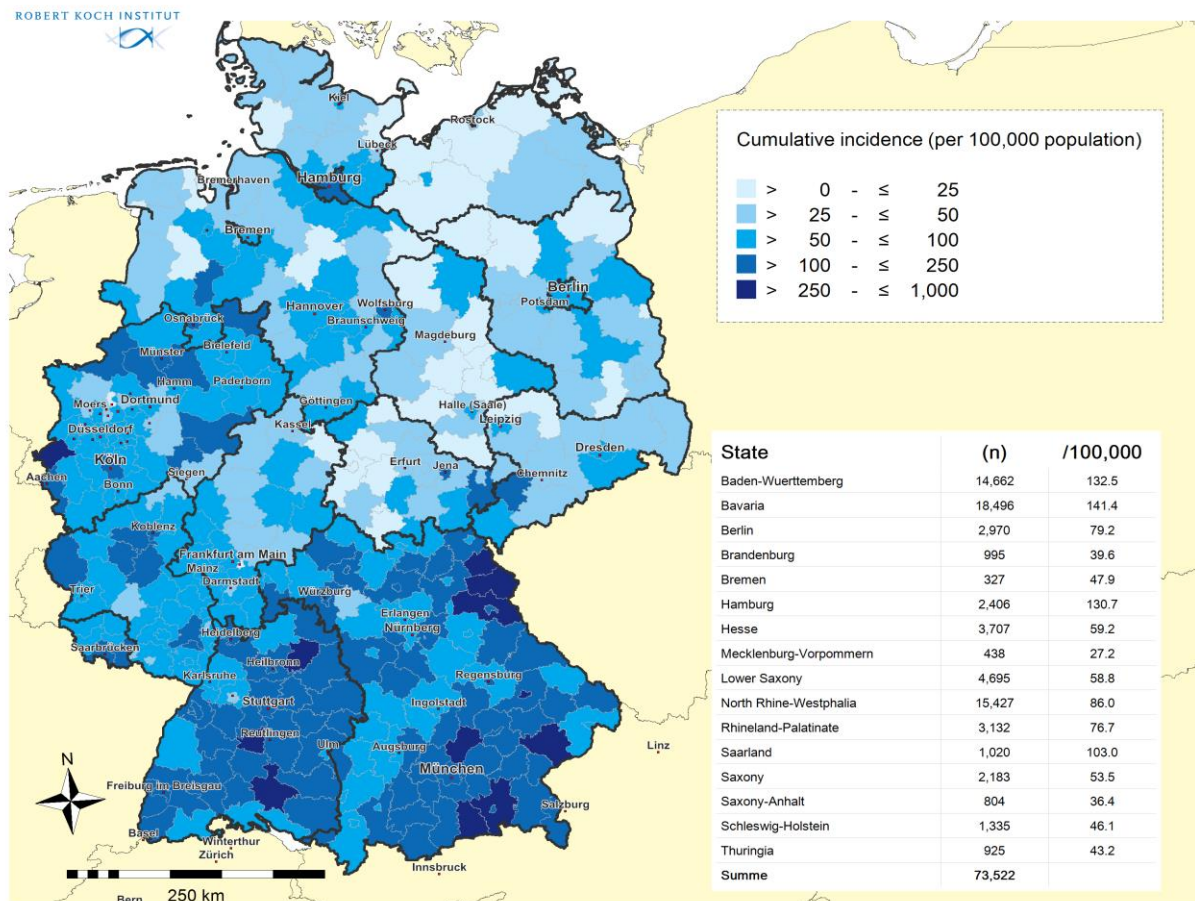 ROBERT KOCH INSTITUT
Kiel
Rostock
Lübeck
Hamburg
Bremerhaven
Bremen
Berlin
Potsdam
Hannover
Wolfsburg
Braunschweig
Magdeburg
Osnabrück
Münster
Bielefeld
Hamm
Paderborn
Moers
Dortmund
Göttingen
Halle (Saale)
Leipzig
Düsseldorf
Kassel
Dresden
Köln
Erfurt
Jena
Chemnitz
Aachen
Bonn
Siegen
Koblenz
Frankfurt am Main
Mainz
Darmstadt
Trier
Würzburg
Erlangen
Nürnberg
Saarbrücken
Heidelberg
Heilbronn
Karlsruhe
Regensburg
Stuttgart
Ingolstadt
Reutlingen
Ulm
Augsburg
München
Linz
Freiburg im Breisgau
Salzburg
Basel
Winterthur
Zürich
Innsbruck
Bern
N
250 km
Cumulative incidence (per 100,000 population)
> 0 - ≤ 25
> 25 - ≤ 50
> 50 - ≤ 100
> 100 - ≤ 250
> 250 - ≤ 1,000
State (n) /100,000
Baden-Wuerttemberg 14,662 132.5
Bavaria 18,496 141.4
Berlin 2,970 79.2
Brandenburg 995 39.6
Bremen 327 47.9
Hamburg 2,406 130.7
Hesse 3,707 59.2
Mecklenburg-Vorpommern 438 27.2
Lower Saxony 4,695 58.8
North Rhine-Westphalia 15,427 86.0
Rhineland-Palatinate 3,132 76.7
Saarland 1,020 103.0
Saxony 2,183 53.5
Saxony-Anhalt 804 36.4
Schleswig-Holstein 1,335 46.1
Thuringia 925 43.2
Summe 73,522